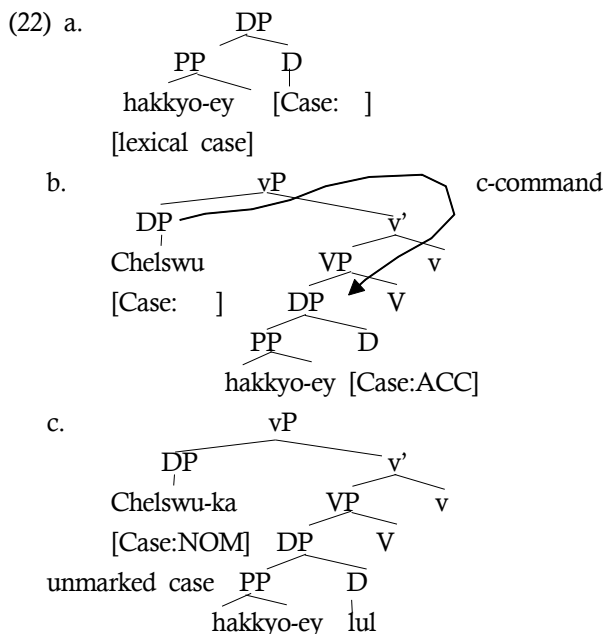 (22) a. DP
PP D
hakkyo-ey [Case: ]
[lexical case]
b. vP c-command
DP v'
Chelswu VP v
[Case: ] DP V
PP D
hakkyo-ey [Case:ACC]
c. vP
DP v'
Chelswu-ka VP v
[Case:NOM] DP V
unmarked case PP D
hakkyo-ey lul